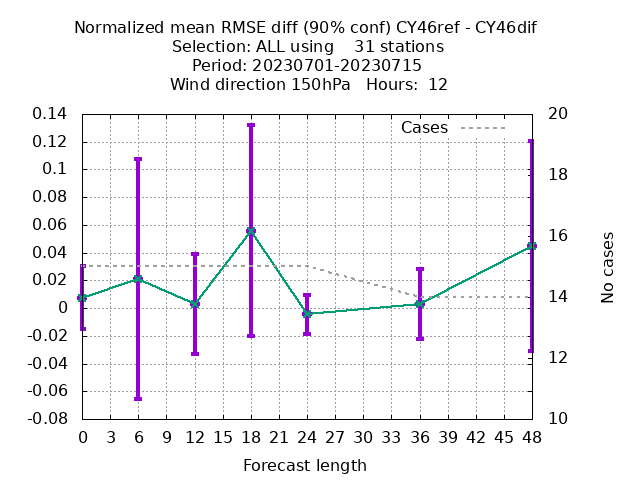 Normalized mean RMSE diff (90% conf) CY46ref - CY46dif
Selection: ALL using    31 stations
Period: 20230701-20230715
Wind direction 150hPa   Hours:  12
Cases
0.14
0.12
0.1
0.08
0.06
0.04
0.02
0
-0.02
-0.04
-0.06
-0.08
20
18
16
14
12
10
No cases
0 3 6 9 12 15 18 21 24 27 30 33 36 39 42 45 48
Forecast length